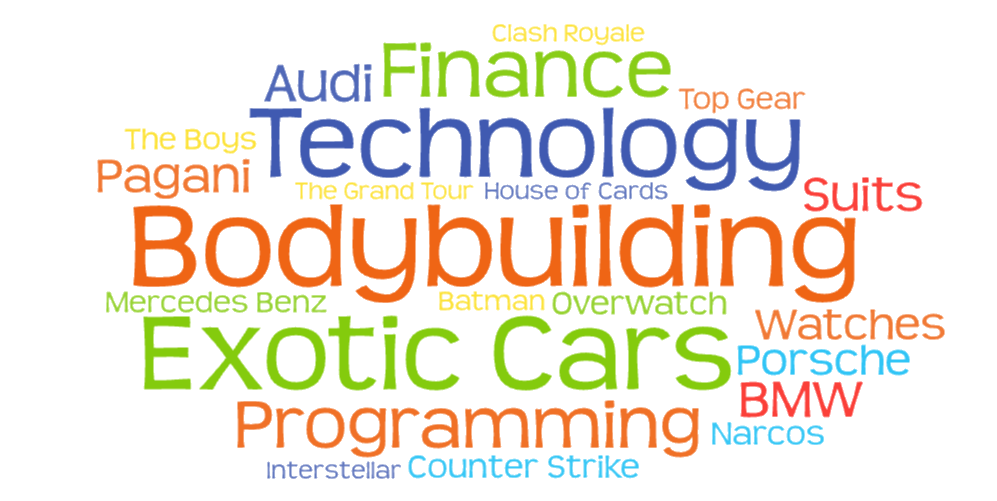 Clash Royale
Finance
Audi
Top Gear
Technology
The Boys
Pagani
The Grand Tour
House of Cards
Suits
Bodybuilding
Mercedes Benz
Batman
Overwatch
Watches
Exotic Cars
Porsche
BMW
Programming
Narcos
Interstellar
Counter Strike